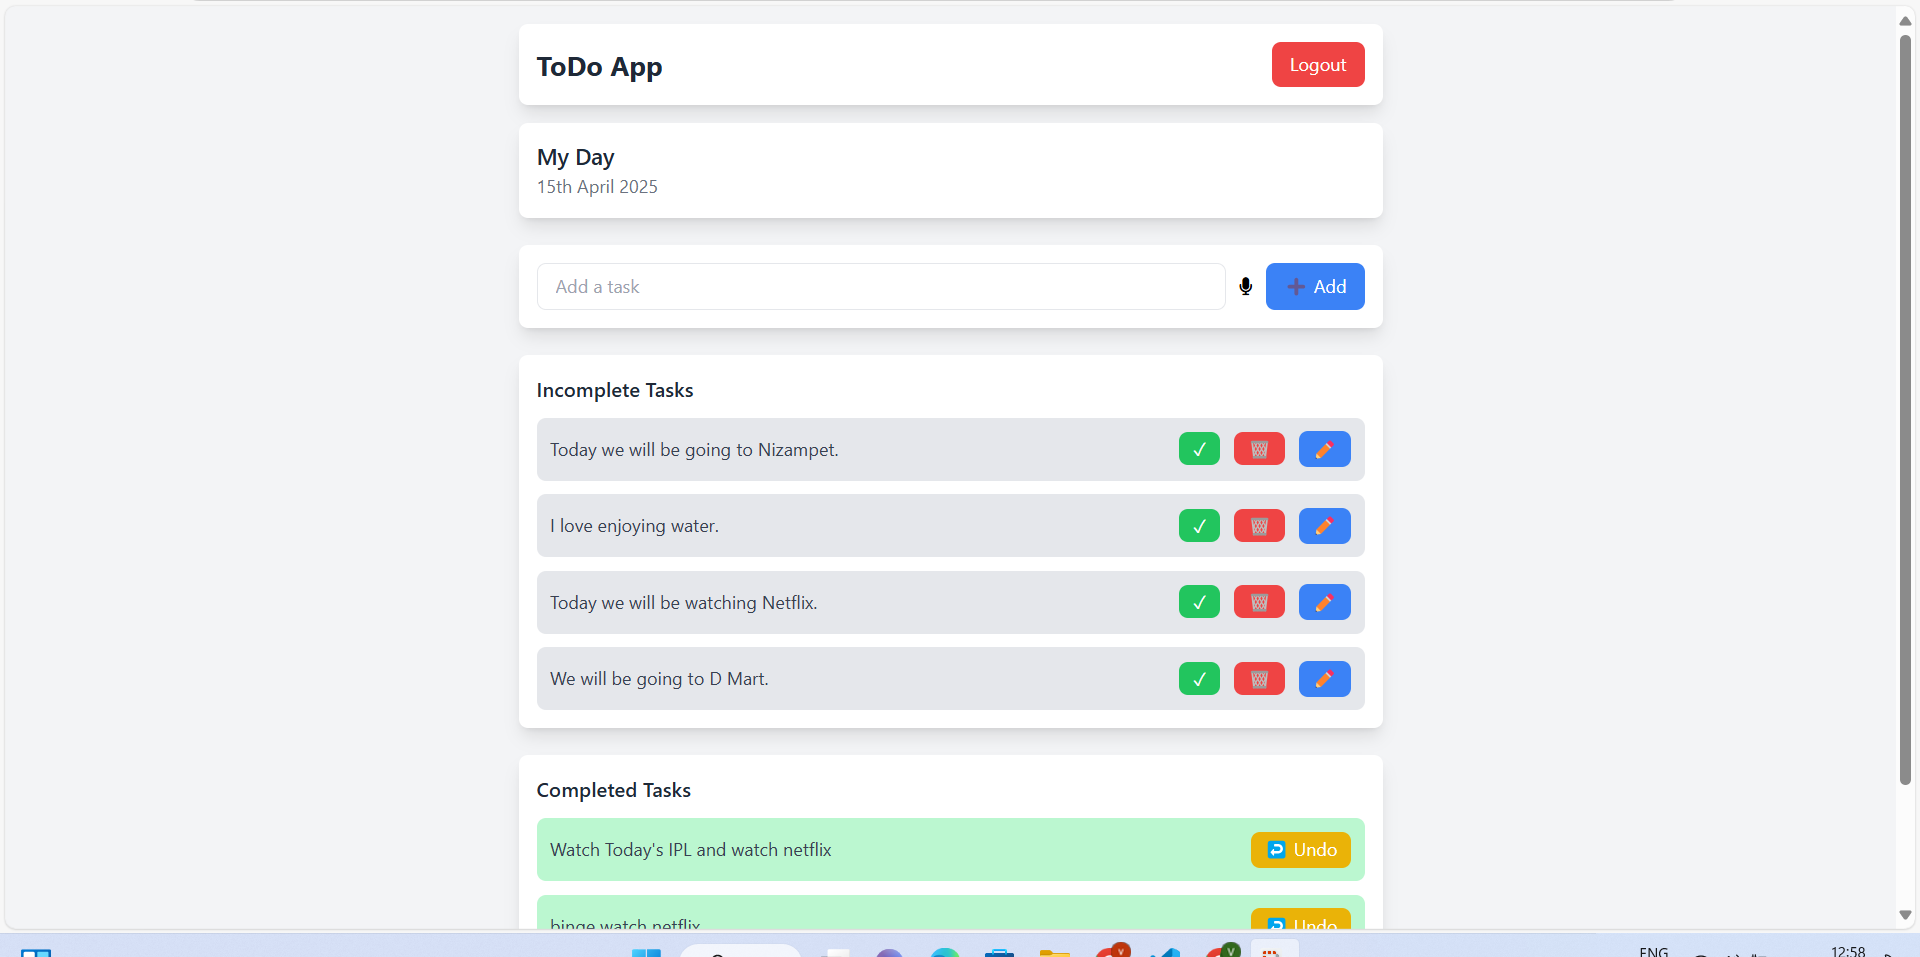 ToDo App
Logout
My Day
15th April 2025
Add a task
Add
Incomplete Tasks
Today we will be going to Nizampet.
I love enjoying water.
Today we will be watching Netflix.
We will be going to D Mart.
Completed Tasks
Watch Today's IPL and watch netflix
Undo
binge watch netflix
Undo
V
V
ENG
12:58